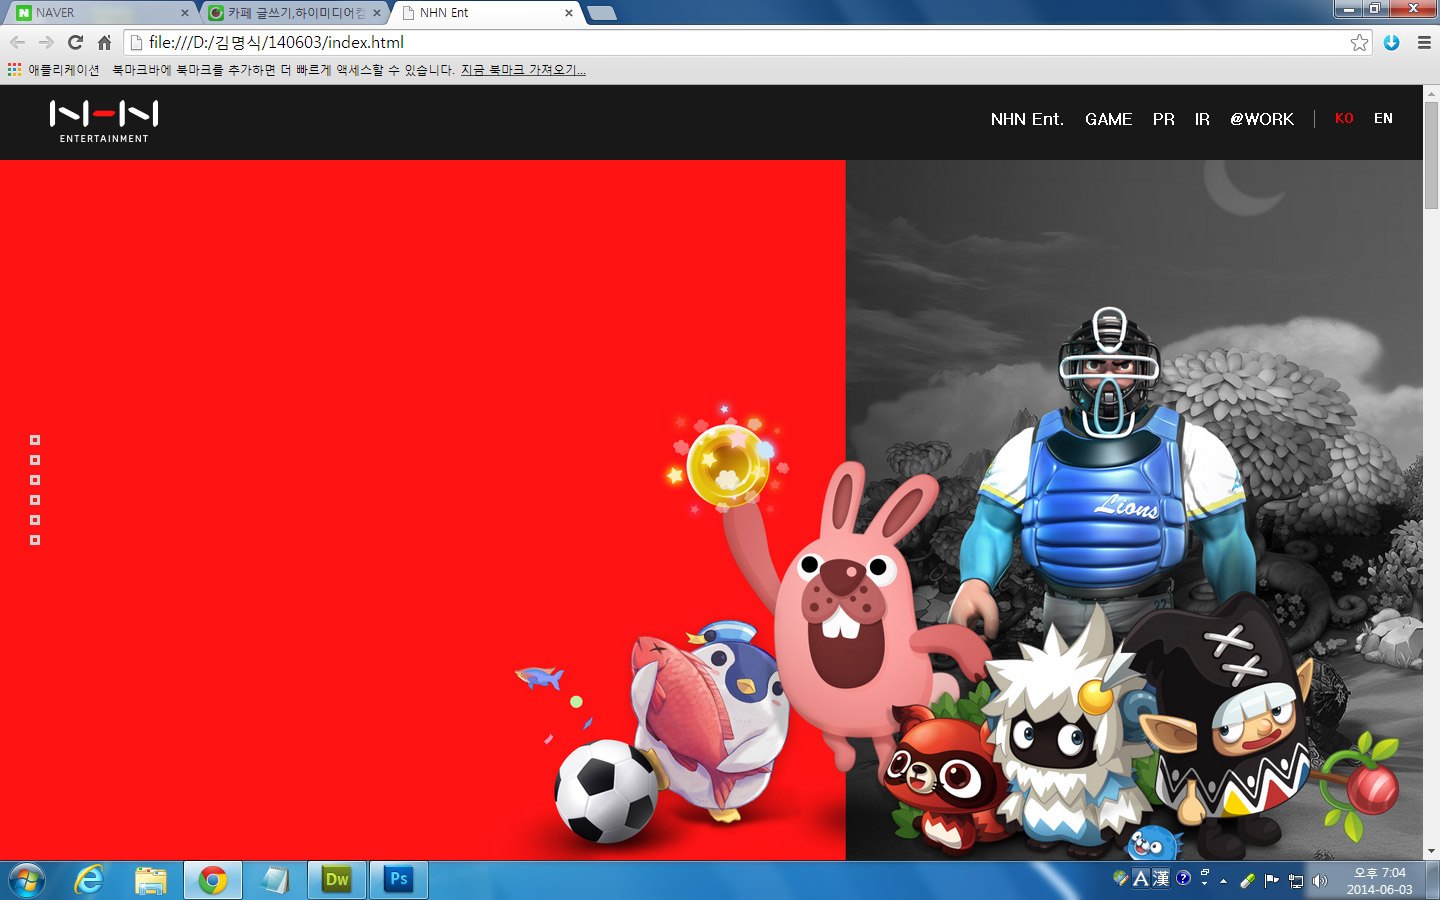 NAVER
카페 글쓰기,하이미디어컴
NHN Ent
file:///D:/김명식/140603/index.html
애플리케이션 북마크바에 북마크를 추가하면 더 빠르게 액세스할 수 있습니다. 지금 북마크 가져오기...
NHN
ENTERTAINMENT
NHN Ent. GAME PR IR @WORK KO EN
Lions
Dw
Ps
A 漢
오후 7:04
2014-06-03